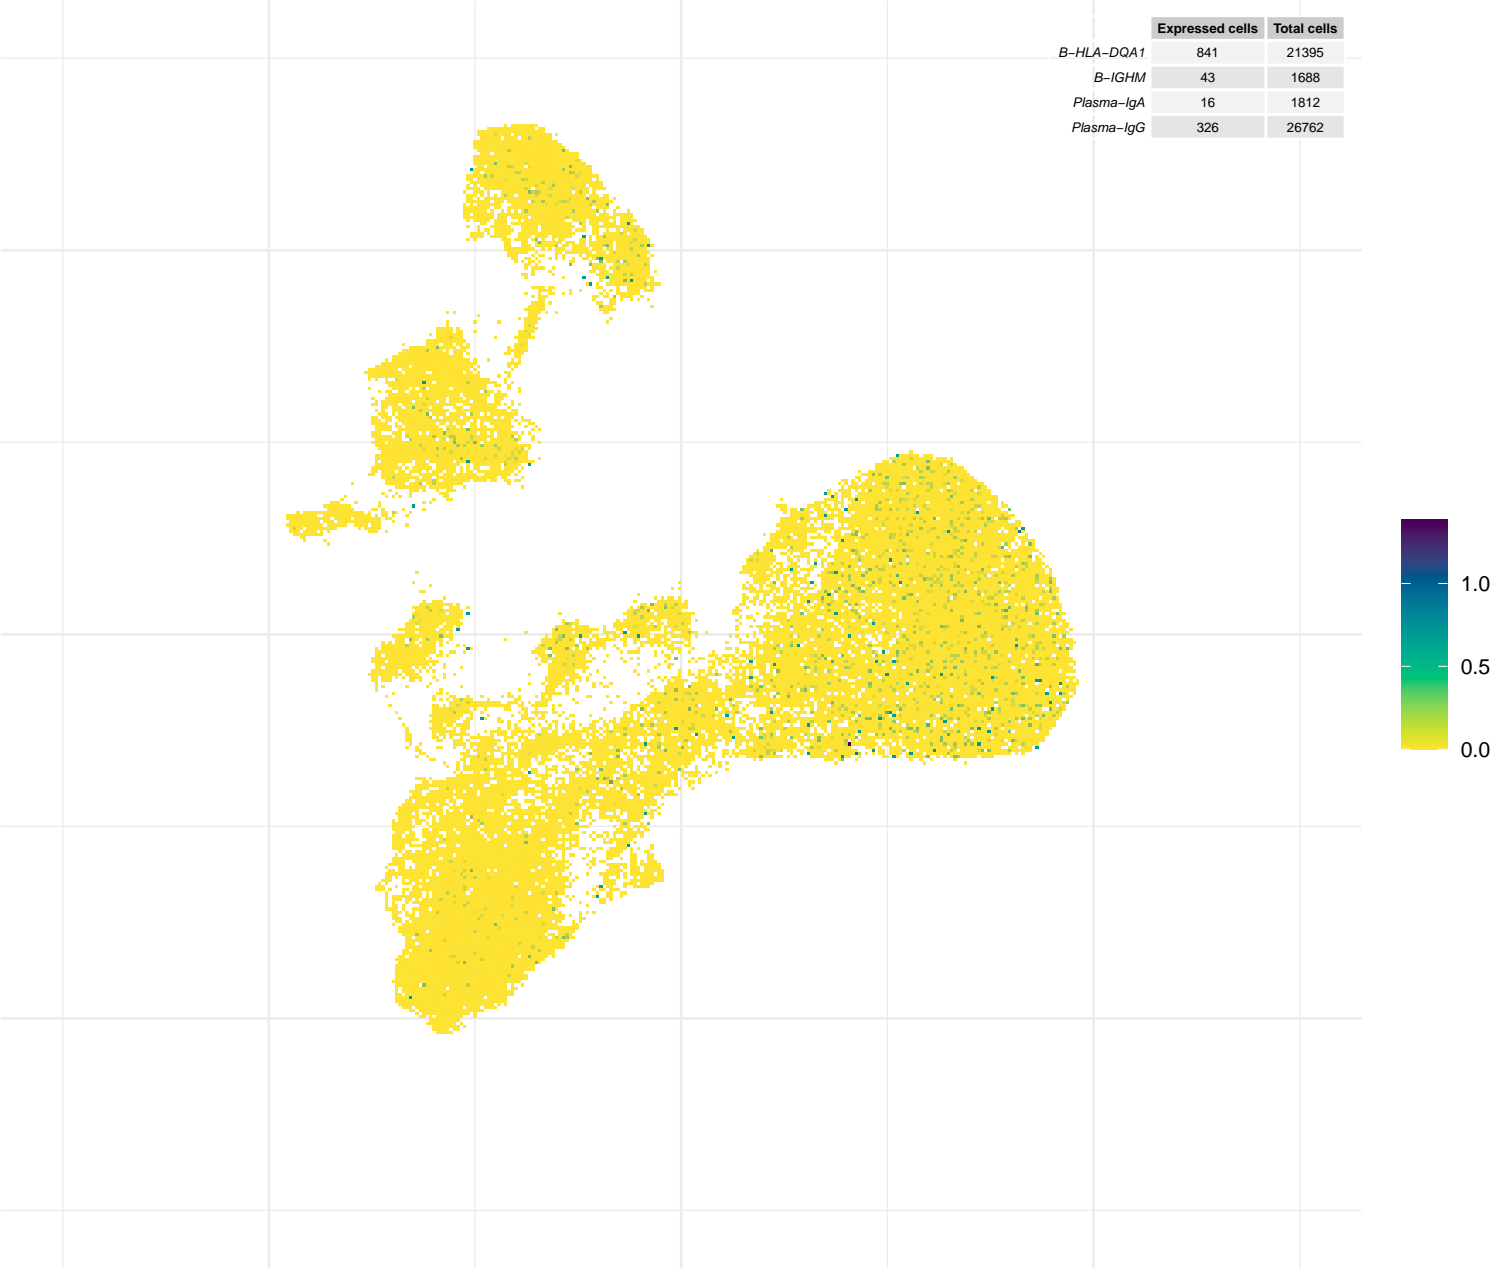 Expressed cells Total cells
B−HLA−DQA1 841 21395
B−IGHM 43 1688
Plasma−IgA 16 1812
Plasma−IgG 326 26762
1.0
0.5
0.0